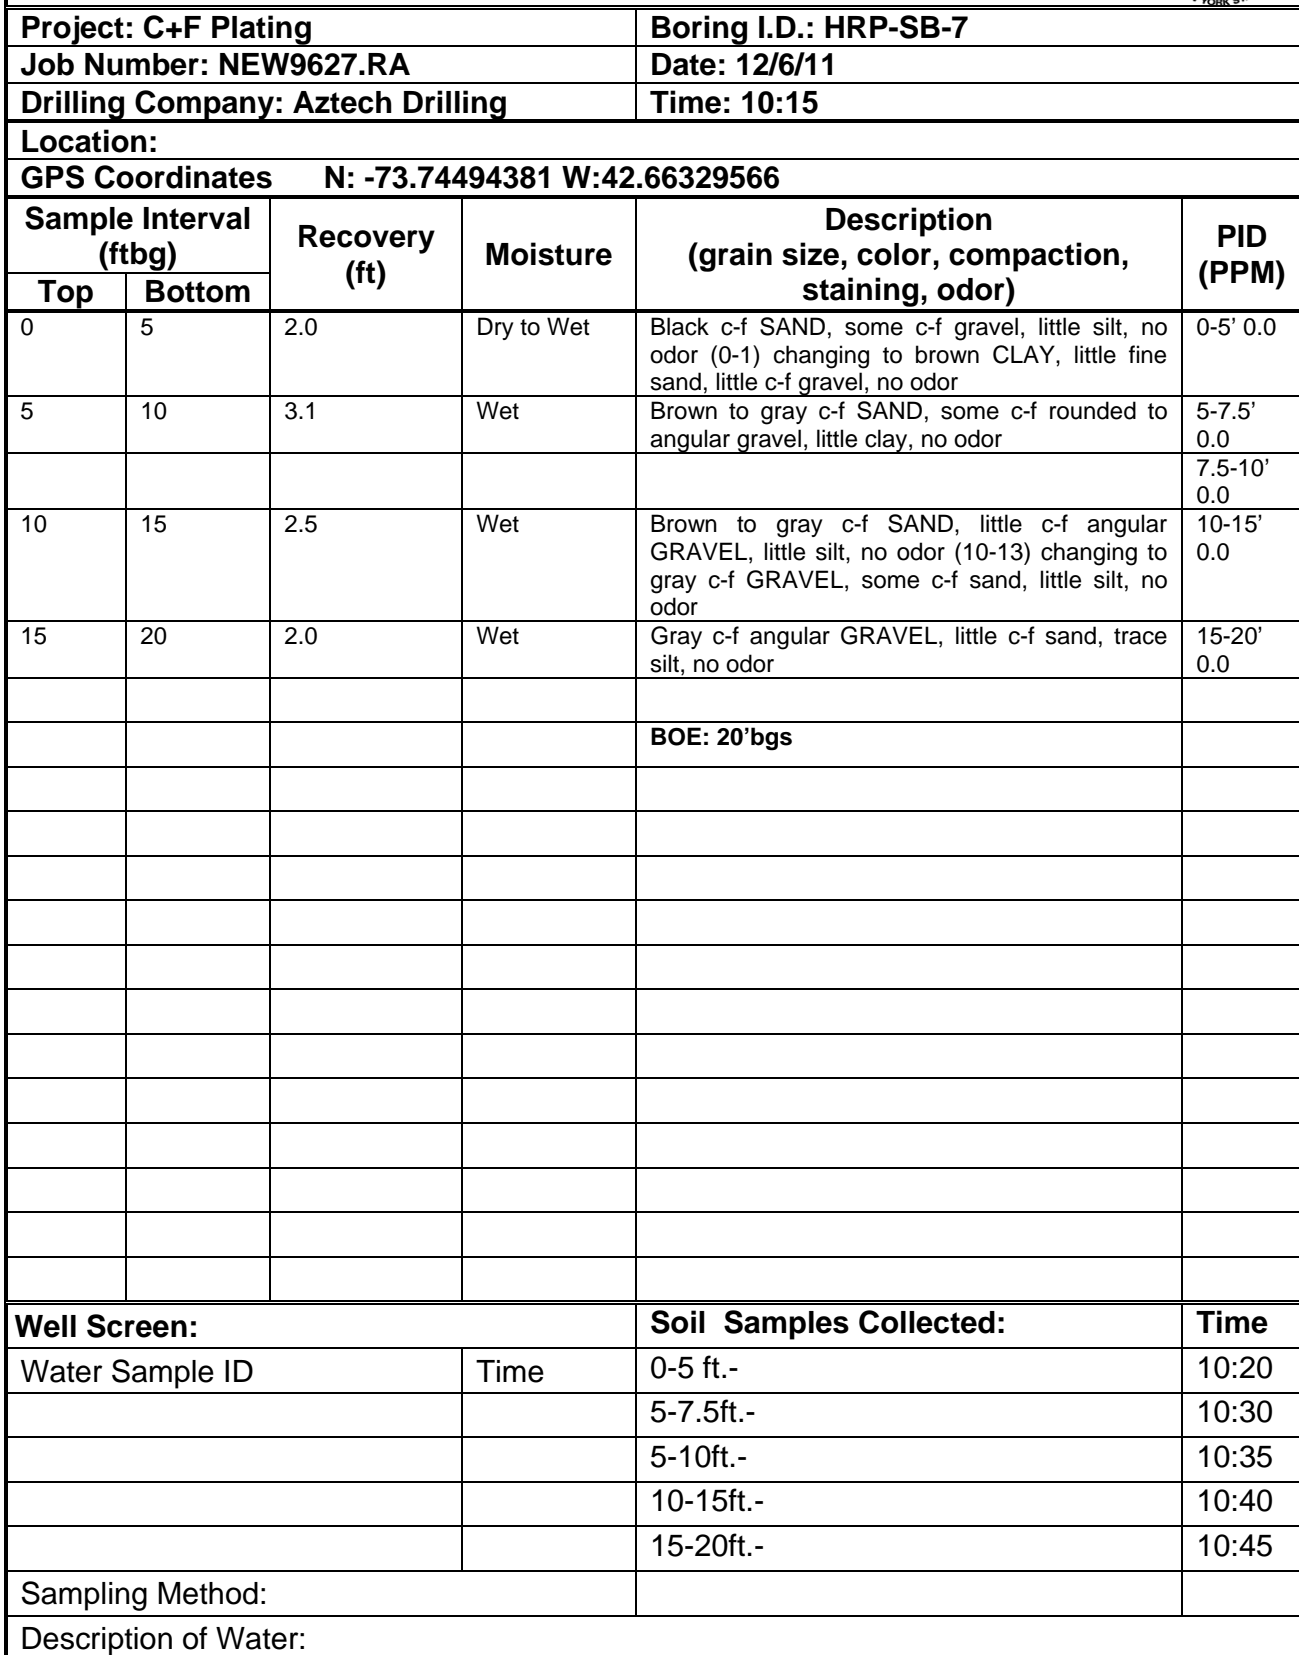 Project: C+F Plating Boring I.D.: HRP-SB-7
Job Number: NEW9627.RA Date: 12/6/11
Drilling Company: Aztech Drilling Time: 10:15
Location:
GPS Coordinates N: -73.74494381 W:42.66329566
Sample Interval
(ftbg)
Top Bottom
Recovery
(ft)
Moisture
Description
(grain size, color, compaction,
staining, odor)
PID
(PPM)
0 5 2.0 Dry to Wet Black c-f SAND, some c-f gravel, little silt, no 0-5’ 0.0
odor (0-1) changing to brown CLAY, little fine
sand, little c-f gravel, no odor
5 10 3.1 Wet Brown to gray c-f SAND, some c-f rounded to 5-7.5’
angular gravel, little clay, no odor 0.0
7.5-10’
0.0
10 15 2.5 Wet Brown to gray c-f SAND, little c-f angular 10-15’
GRAVEL, little silt, no odor (10-13) changing to 0.0
gray c-f GRAVEL, some c-f sand, little silt, no
odor
15 20 2.0 Wet Gray c-f angular GRAVEL, little c-f sand, trace 15-20’
silt, no odor 0.0
BOE: 20’bgs
Well Screen: Soil Samples Collected: Time
Water Sample ID Time 0-5 ft.- 10:20
5-7.5ft.- 10:30
5-10ft.- 10:35
10-15ft.- 10:40
15-20ft.- 10:45
Sampling Method:
Description of Water: